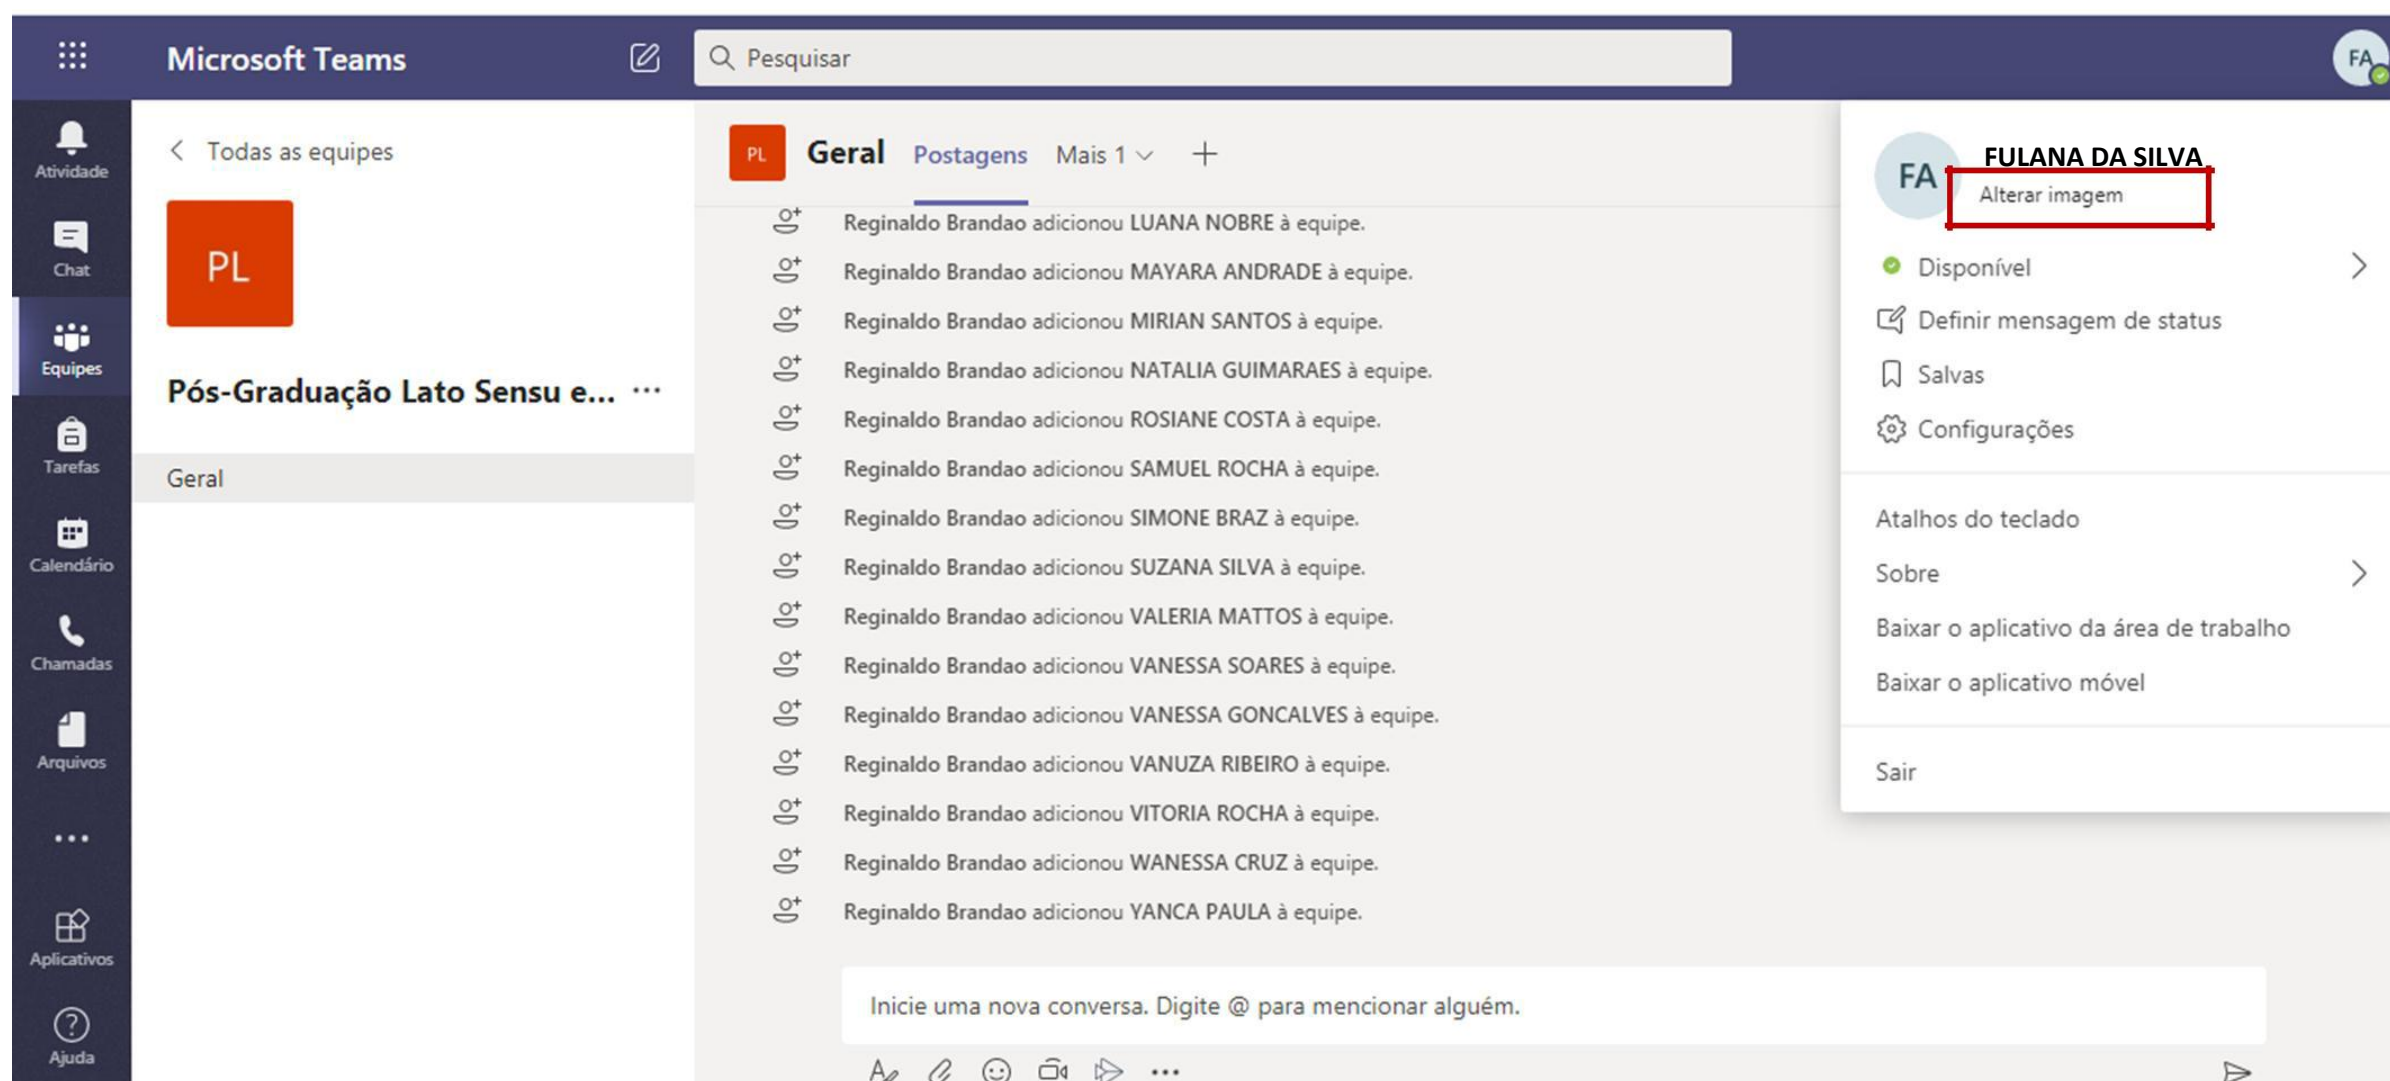 Microsoft Teams
Pesquisar
FA
Atividade
Chat
Equipes
Tarefas
Calendário
Chamadas
Arquivos
Aplicativos
Ajuda
Todas as equipes
PL
Pós-Graduação Lato Sensu e...
Geral
PL Geral Postagens Mais 1
Reginaldo Brandao adicionou LUANA NOBRE à equipe.
Reginaldo Brandao adicionou MAYARA ANDRADE à equipe.
Reginaldo Brandao adicionou MIRIAN SANTOS à equipe.
Reginaldo Brandao adicionou NATALIA GUIMARAES à equipe.
Reginaldo Brandao adicionou ROSIANE COSTA à equipe.
Reginaldo Brandao adicionou SAMUEL ROCHA à equipe.
Reginaldo Brandao adicionou SIMONE BRAZ à equipe.
Reginaldo Brandao adicionou SUZANA SILVA à equipe.
Reginaldo Brandao adicionou VALERIA MATTOS à equipe.
Reginaldo Brandao adicionou VANESSA SOARES à equipe.
Reginaldo Brandao adicionou VANESSA GONCALVES à equipe.
Reginaldo Brandao adicionou VANUZA RIBEIRO à equipe.
Reginaldo Brandao adicionou VITORIA ROCHA à equipe.
Reginaldo Brandao adicionou WANESSA CRUZ à equipe.
Reginaldo Brandao adicionou YANCA PAULA à equipe.
Inicie uma nova conversa. Digite @ para mencionar alguém.
FA
FULANA DA SILVA
Alterar imagem
Disponível
Definir mensagem de status
Salvas
Configurações
Atalhos do teclado
Sobre
Baixar o aplicativo da área de trabalho
Baixar o aplicativo móvel
Sair